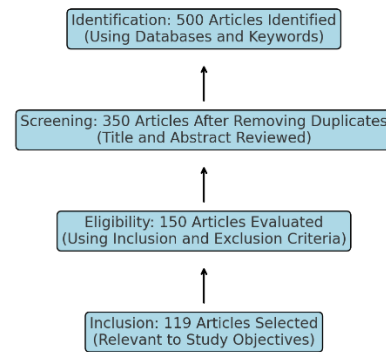 Identification: 500 Articles Identified
(Using Databases and Keywords)
Screening: 350 Articles After Removing Duplicates
(Title and Abstract Reviewed)
Eligibility: 150 Articles Evaluated
(Using Inclusion and Exclusion Criteria)
Inclusion: 119 Articles Selected
(Relevant to Study Objectives)